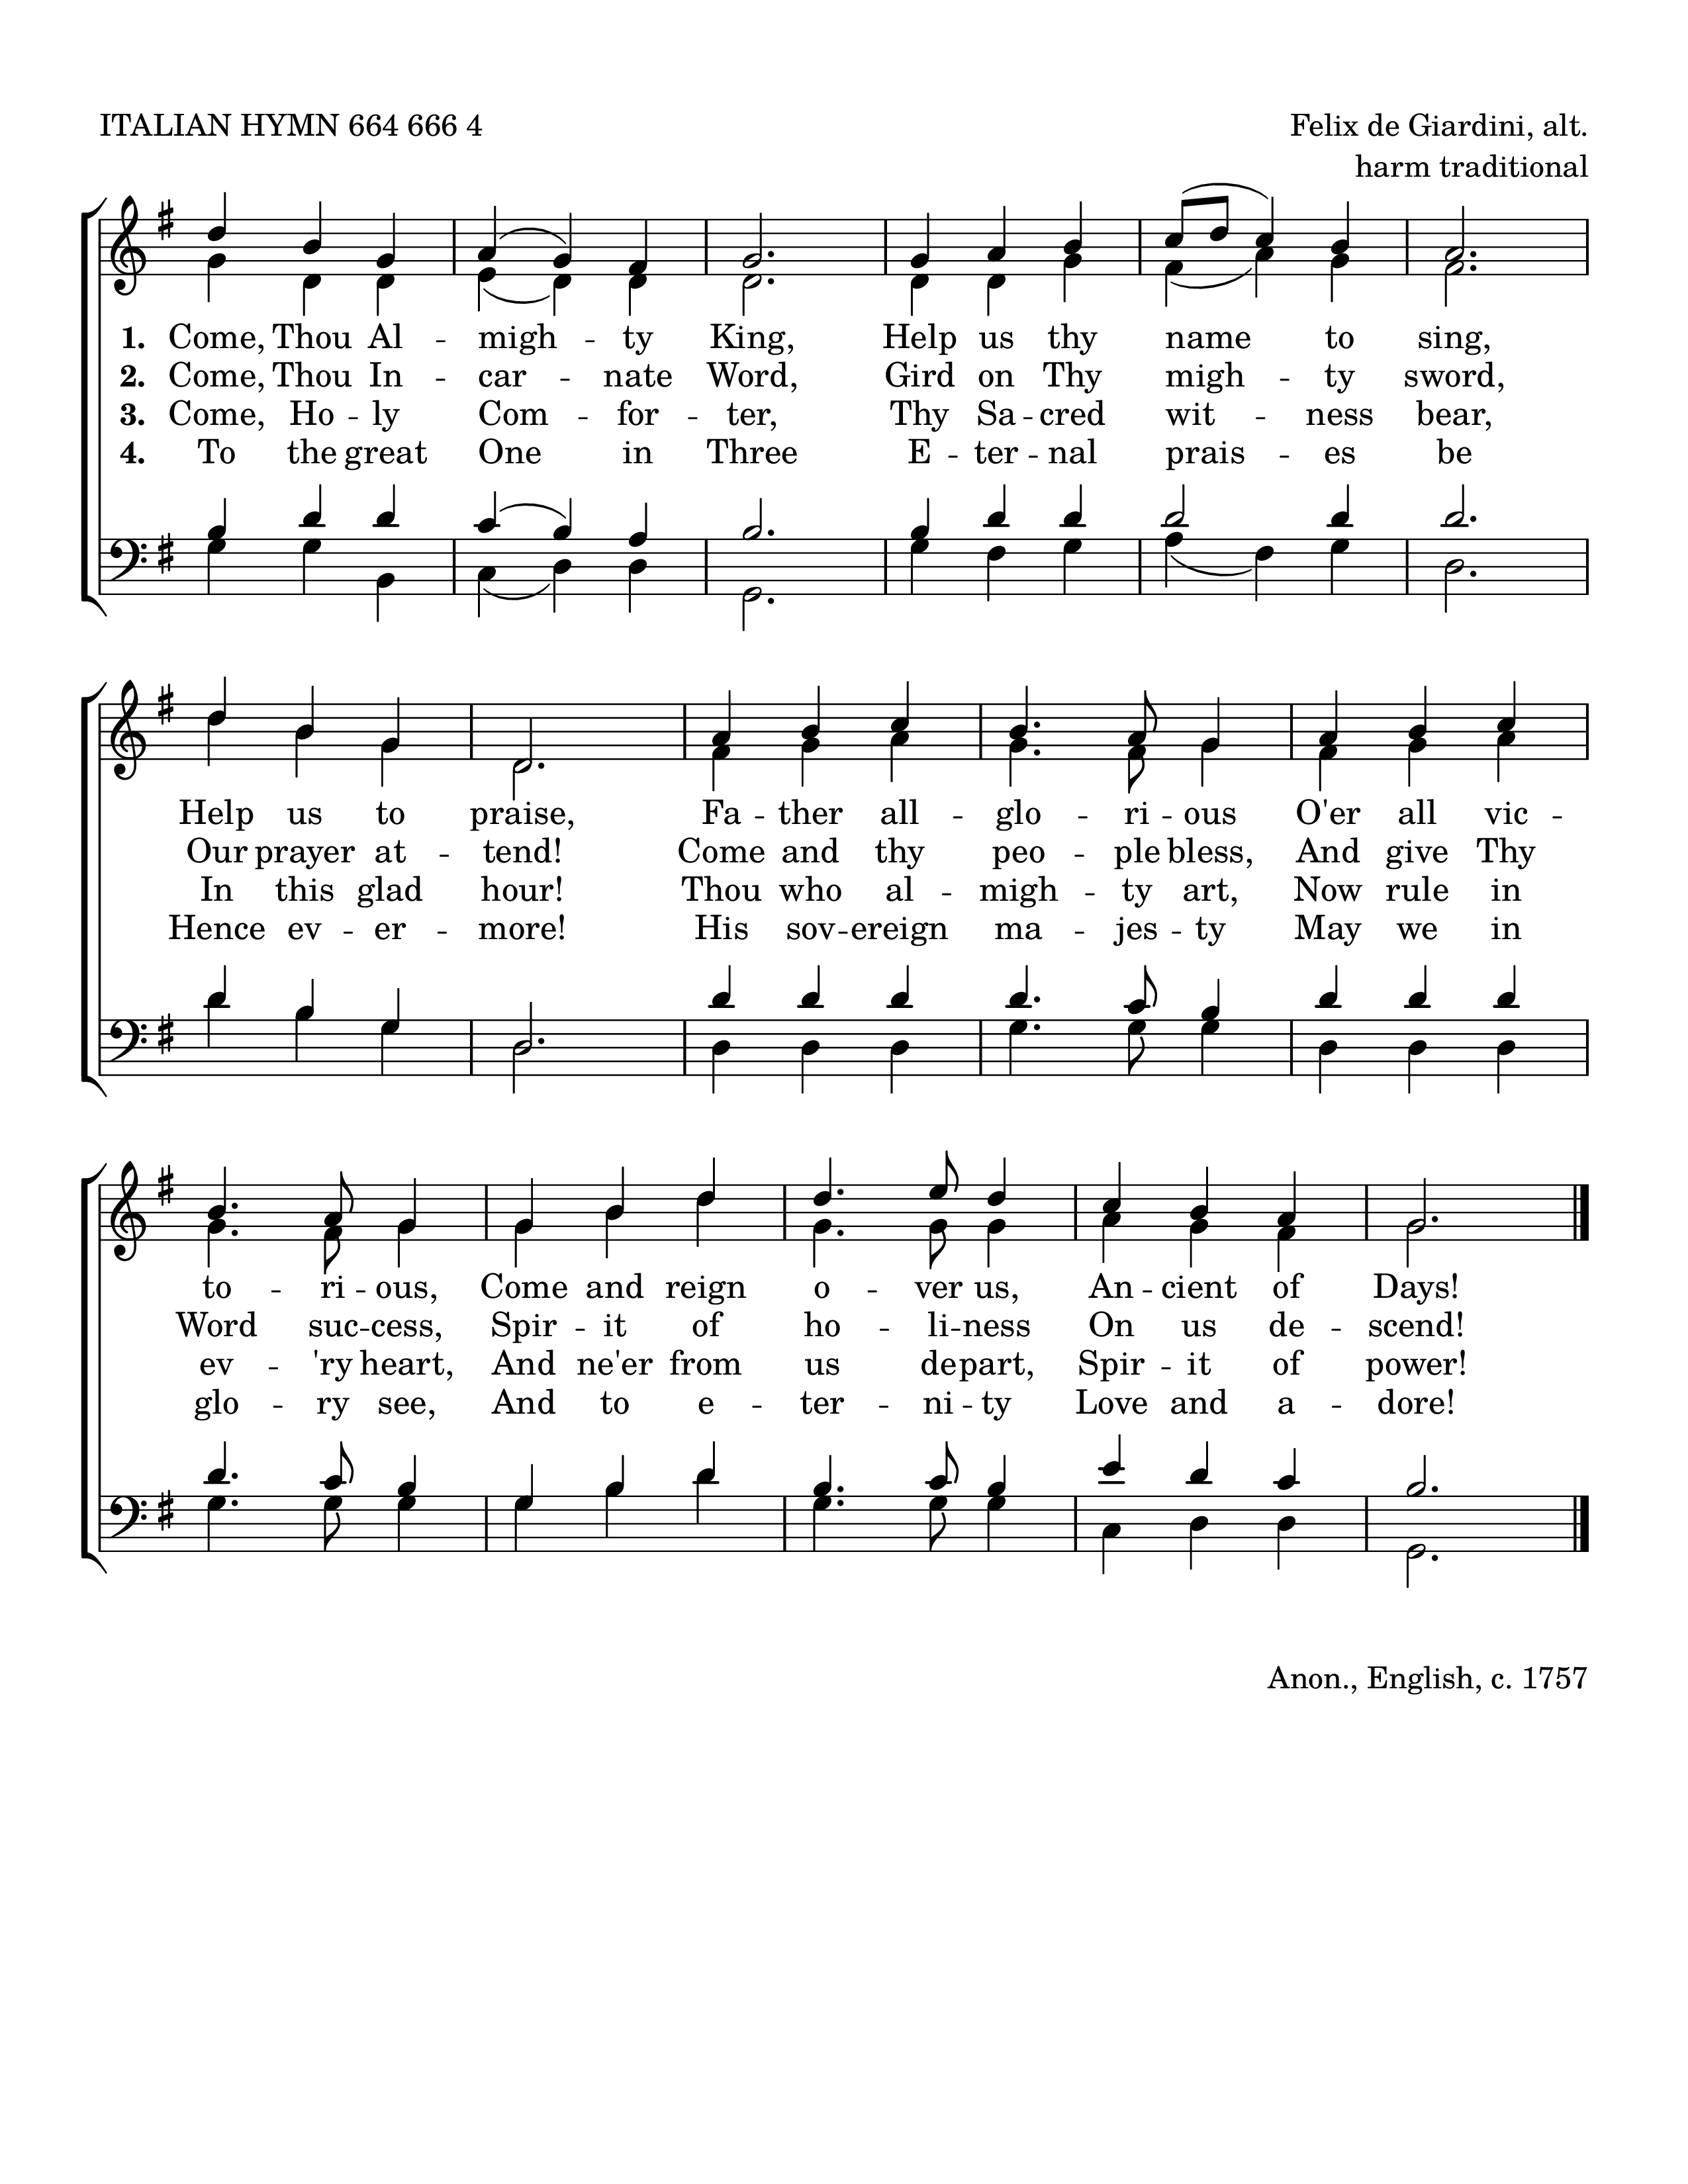 ITALIAN HYMN 664 666 4
Felix de Giardini, alt.
harm traditional
1. Come, Thou Al -- migh -- ty King, Help us thy name to sing,
2. Come, Thou In -- car -- nate Word, Gird on Thy migh -- ty sword,
3. Come, Ho -- ly Com -- for -- ter, Thy Sa -- cred wit -- ness bear,
4. To the great One in Three E -- ter -- nal prais -- es be
Help us to praise, Fa -- ther all -- glo -- ri -- ous O'er all vic --
Our prayer at -- tend! Come and thy peo -- ple bless, And give Thy
In this glad hour! Thou who al -- migh -- ty art, Now rule in
Hence ev -- er -- more! His sov -- ereign ma -- jes -- ty May we in
to -- ri -- ous, Come and reign o -- ver us, An -- cient of Days!
Word suc -- cess, Spir -- it of ho -- li -- ness On us de -- scend!
ev -- 'ry heart, And ne'er from us depart, Spir -- it of power!
glo -- ry see, And to e -- ter -- ni -- ty Love and a -- dore!
Anon., English, c. 1757